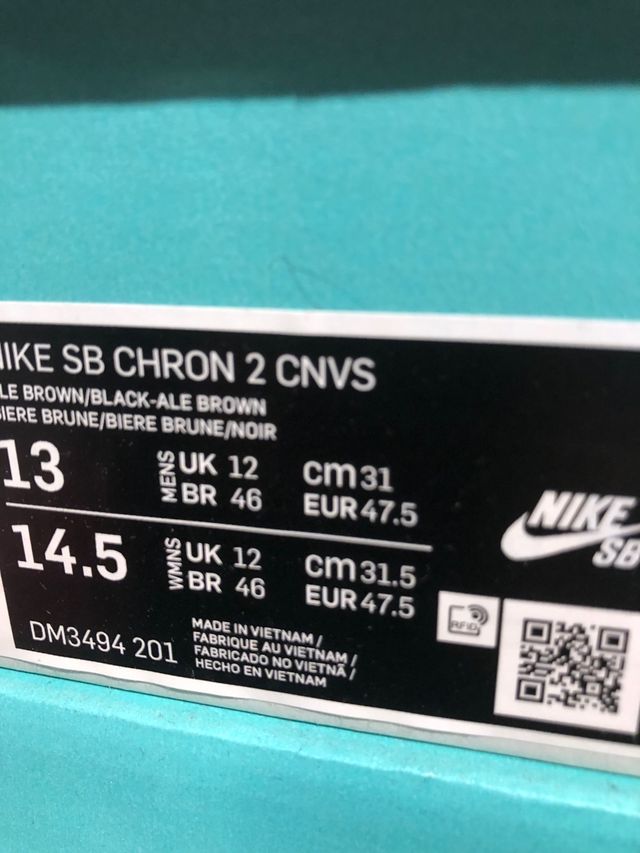 NIKE SB CHRON 2 CNVS
LE BROWN/BLACK-ALE BROWN
BIERE BRUNE/BIERE BRUNE/NOIR
13 MENS UK 12 cm 31
BR 46 EUR 47.5
14.5 WMNS UK 12 cm 31.5
BR 46 EUR 47.5
DM3494 201
MADE IN VIETNAM /
FABRIQUE AU VIETNAM /
FABRICADO NO VIETNÃ /
HECHO EN VIETNAM
RFID
NIKE
SB